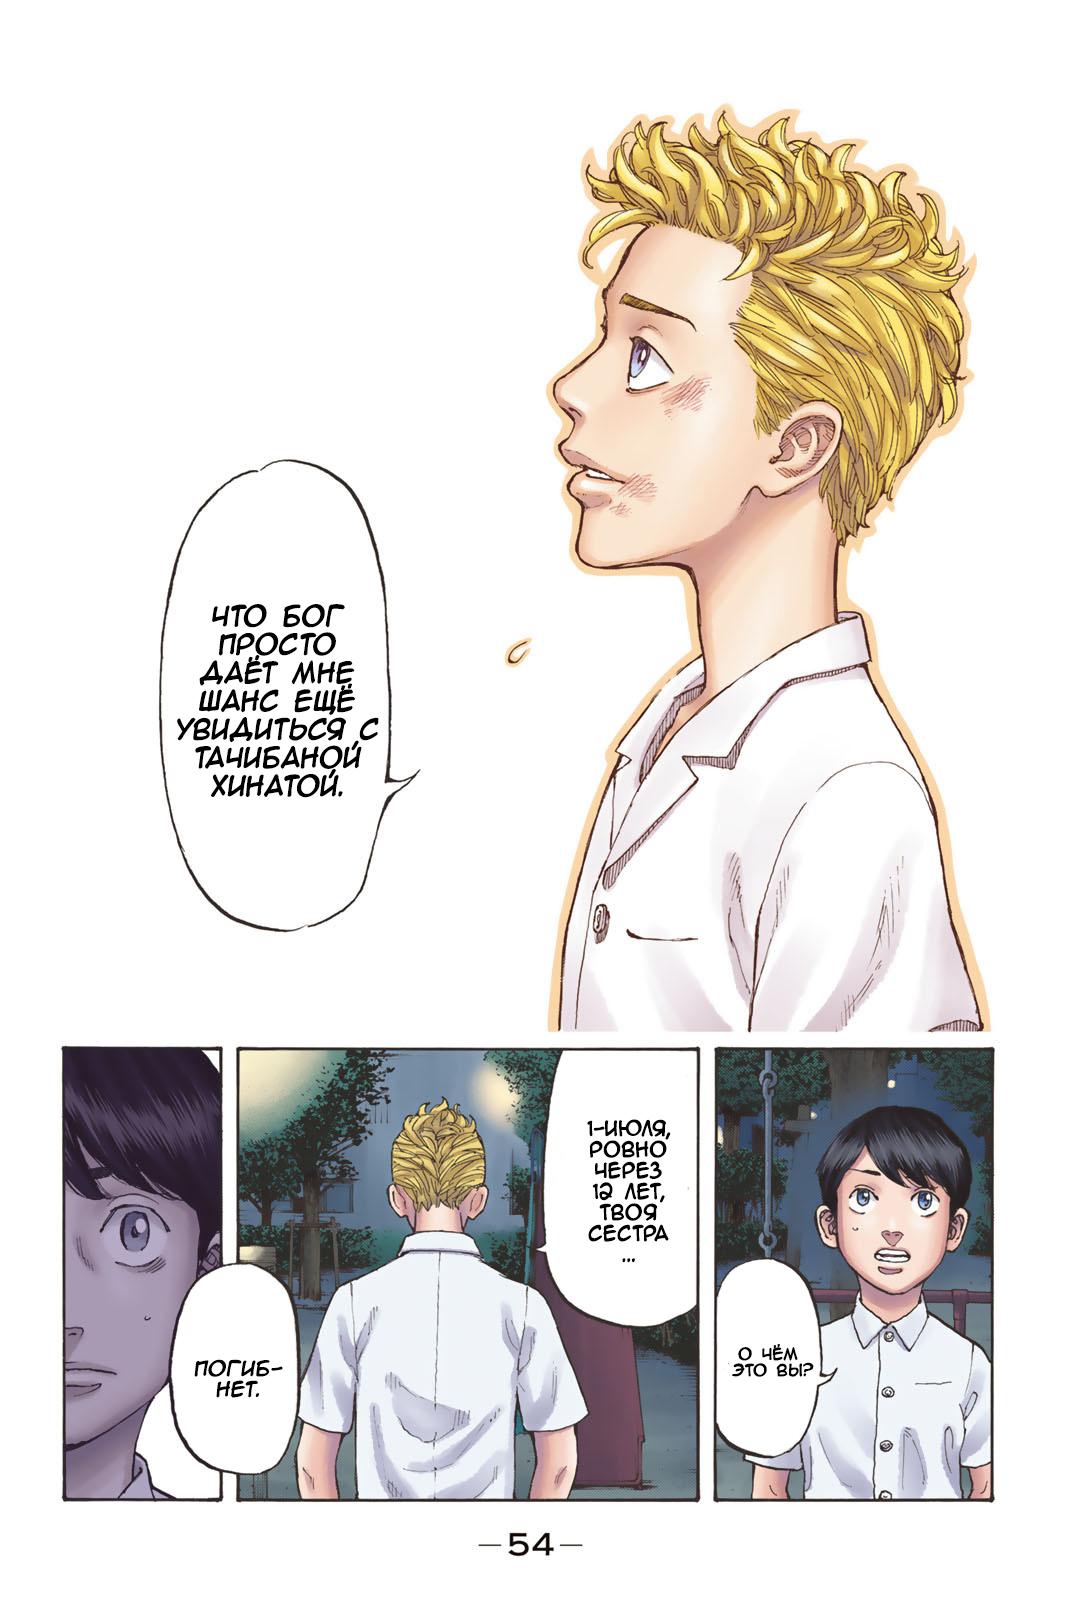 ЧТО БОГ
ПРОСТО
ДАЁТ МНЕ
ШАНС ЕЩЁ
УВИДИТЬСЯ С
ТАЧИБАНОЙ
ХИНАТОЙ.
О ЧЁМ
ЭТО ВЫ?
1-ИЮЛЯ,
РОВНО
ЧЕРЕЗ
12 ЛЕТ,
ТВОЯ
СЕСТРА
...
ПОГИБ-
НЕТ.
—54—